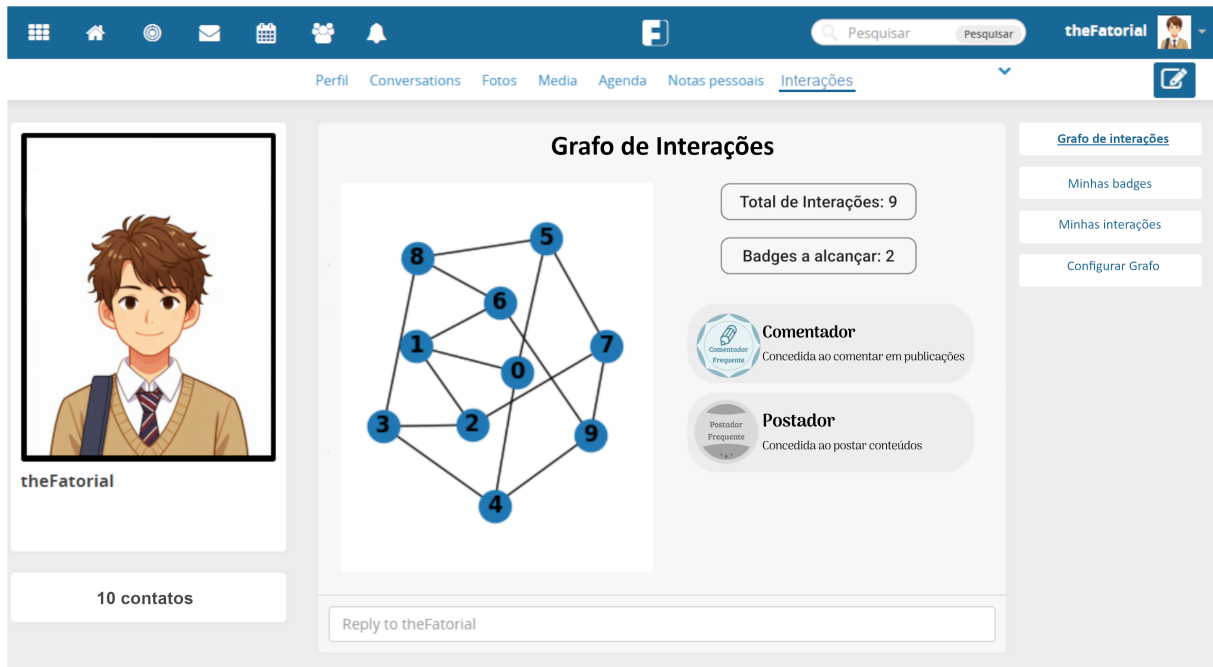 F
Pesquisar
Pesquisar
theFatorial
Perfil
Conversations
Fotos
Media
Agenda
Notas pessoais
Interações
theFatorial
10 contatos
Grafo de Interações
5
8
6
1
7
0
3
2
9
4
Total de Interações: 9
Badges a alcançar: 2
Comentador
Frequente
Comentador
Concedida ao comentar em publicações
Postador
Frequente
Postador
Concedida ao postar conteúdos
Reply to theFatorial
Grafo de interações
Minhas badges
Minhas interações
Configurar Grafo